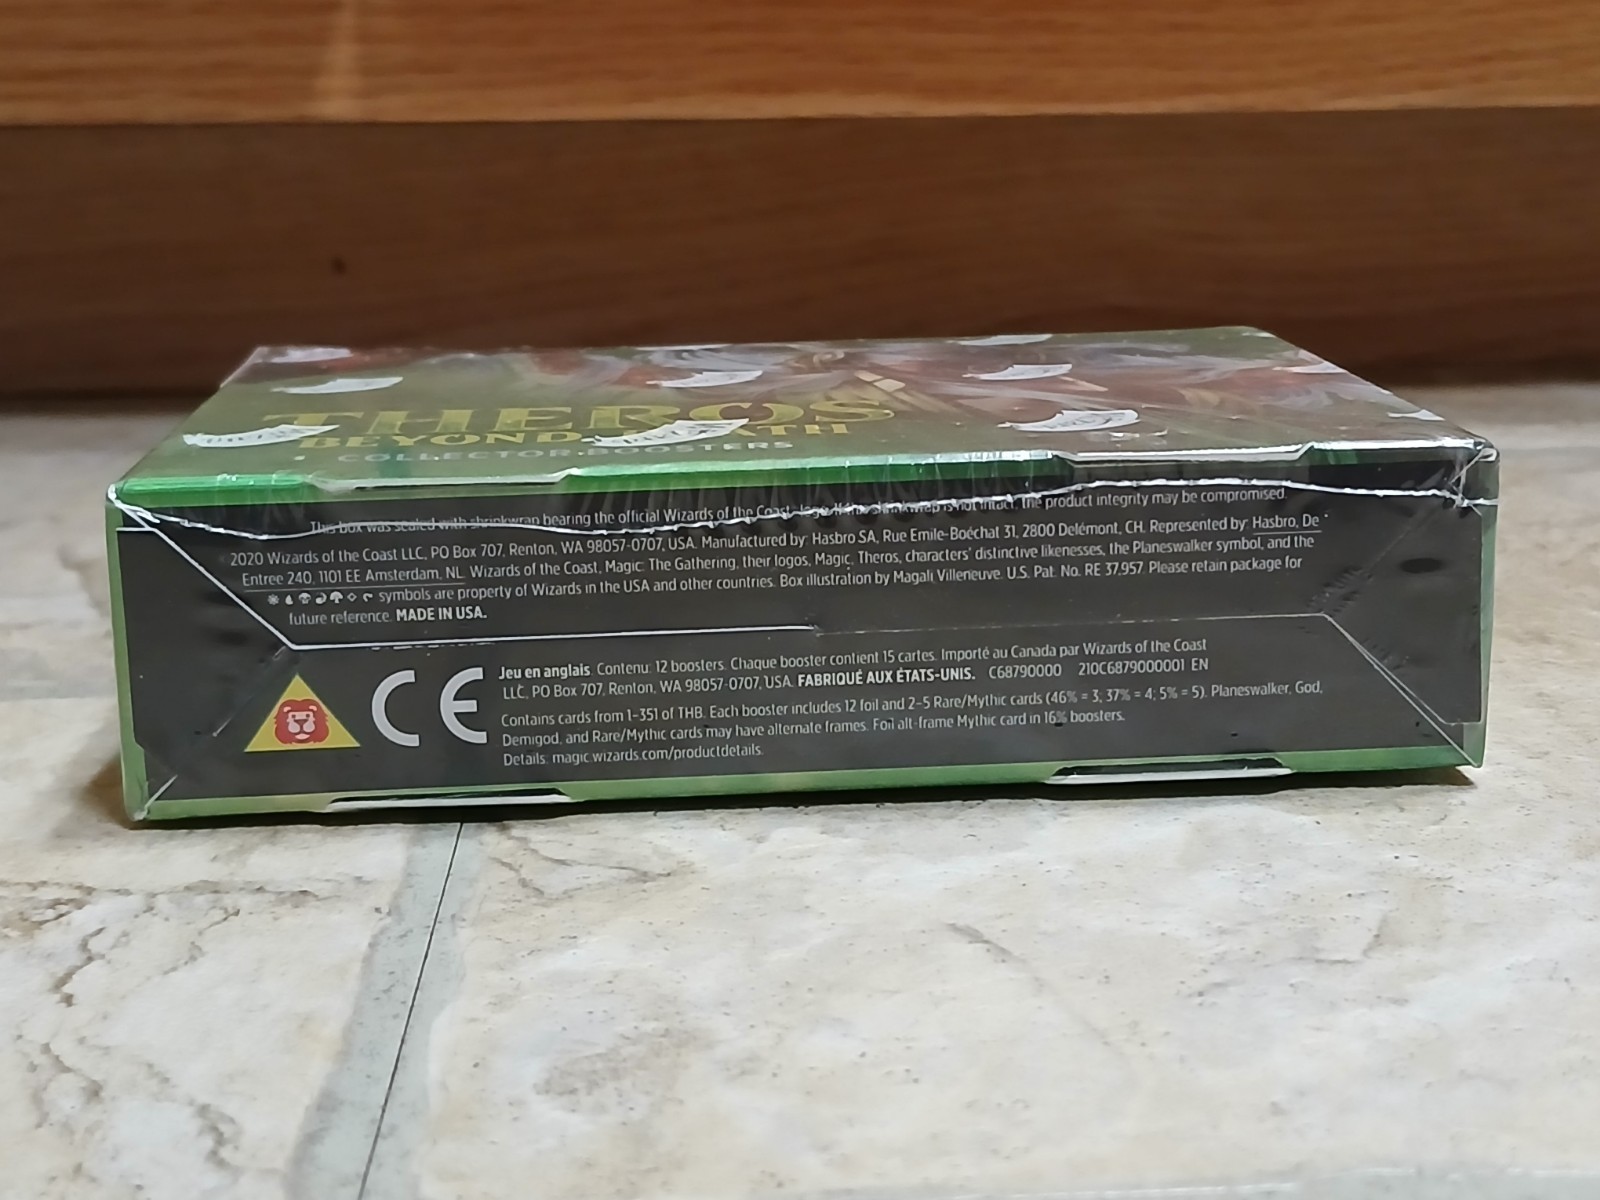 THEROS
BEYOND DEATH
COLLECTOR BOOSTERS
This box was sealed with shrinkwrap bearing the official Wizards of the Coast logo. If the shrinkwrap is not intact, the product integrity may be compromised.
2020 Wizards of the Coast LLC, PO Box 707, Renton, WA 98057-0707, USA. Manufactured by: Hasbro SA, Rue Emile-Boéchat 31, 2800 Delémont, CH. Represented by: Hasbro, De
Entree 240, 1101 EE Amsterdam, NL. Wizards of the Coast, Magic: The Gathering, their logos, Magic, Theros, characters' distinctive likenesses, the Planeswalker symbol, and the
symbols are property of Wizards in the USA and other countries. Box illustration by Magali Villeneuve. U.S. Pat. No. RE 37,957. Please retain package for
future reference. MADE IN USA.
CE
Jeu en anglais. Contenu: 12 boosters. Chaque booster contient 15 cartes. Importé au Canada par Wizards of the Coast
LLC, PO Box 707, Renton, WA 98057-0707, USA. FABRIQUÉ AUX ÉTATS-UNIS. C68790000 210C6879000001 EN
Contains cards from 1-351 of THB. Each booster includes 12 foil and 2-5 Rare/Mythic cards (46% = 3; 37% = 4; 5% = 5). Planeswalker, God,
Demigod, and Rare/Mythic cards may have alternate frames. Foil alt-frame Mythic card in 16% boosters.
Details: magic.wizards.com/productdetails.